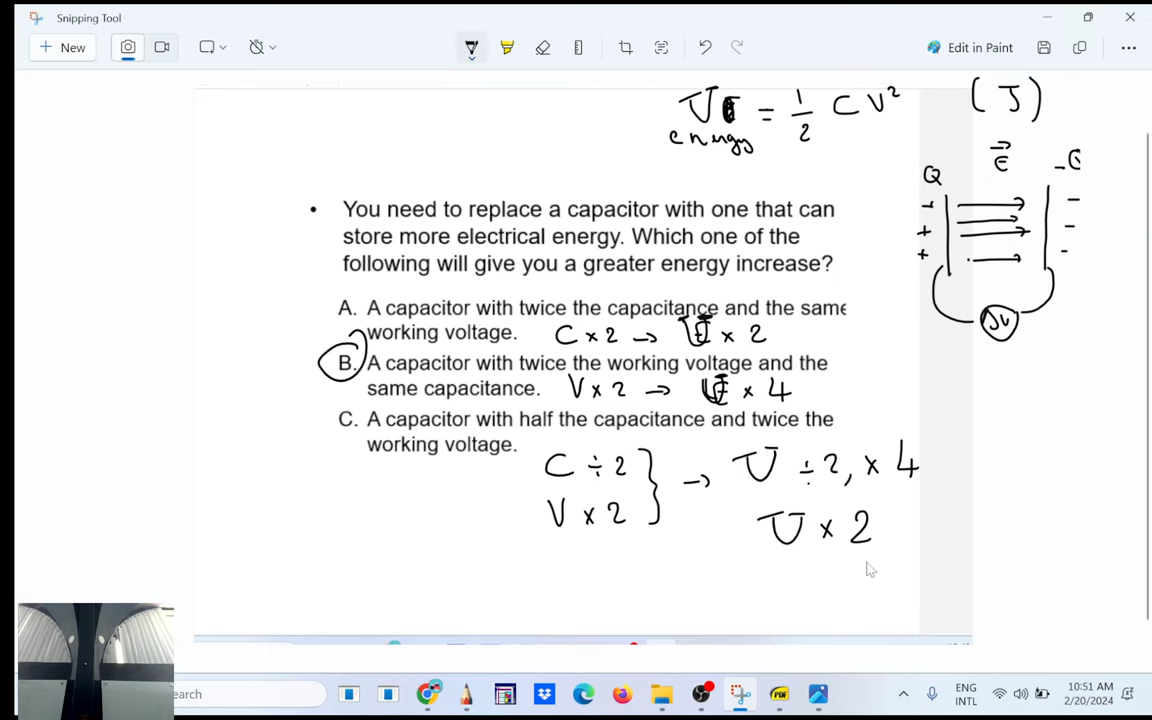 Snipping Tool
New
Edit in Paint
U = 1/2 C V² (J)
energy
E
Q
• You need to replace a capacitor with one that can
store more electrical energy. Which one of the
following will give you a greater energy increase?
+
+
ΔV
A. A capacitor with twice the capacitance and the same
working voltage. C × 2 → U × 2
B. A capacitor with twice the working voltage and the
same capacitance. V × 2 → U × 4
C. A capacitor with half the capacitance and twice the
working voltage.
C ÷ 2 } → U ÷ 2, × 4
V × 2
U × 2
arch
ENG
INTL
10:51 AM
2/20/2024